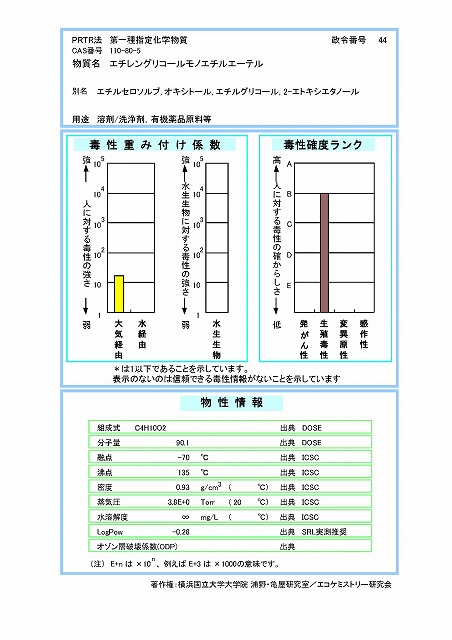 PRTR法 第一種指定化学物質 政令番号 44
CAS番号 110-80-5
物質名 エチレングリコールモノエチルエーテル
別名 エチルセロソルブ, オキシトール, エチルグリコール, 2-エトキシエタノール
用途 溶剤/洗浄剤, 有機薬品原料等
毒性重み付け係数
強
人に対する毒性の強さ
弱
10^5
10^4
10^3
10^2
10
1
大気経由
水経由
強
水生生物に対する毒性の強さ
弱
10^5
10^4
10^3
10^2
10
1
水生生物
毒性確度ランク
高
人に対する毒性の確からしさ
低
A
B
C
D
E
発がん性
生殖毒性
変異原性
感作性
*は1以下であることを示しています。
表示のないのは信頼できる毒性情報がないことを示しています
物性情報
組成式 C4H10O2 出典 DOSE
分子量 90.1 出典 DOSE
融点 -70 ℃ 出典 ICSC
沸点 135 ℃ 出典 ICSC
密度 0.93 g/cm³ ( ℃) 出典 ICSC
蒸気圧 3.8E+0 Torr (20 ℃) 出典 ICSC
水溶解度 ∞ mg/L ( ℃) 出典 ICSC
LogPow -0.28 出典 SRL実測推奨
オゾン層破壊係数(ODP) 出典
(注) E+n は ×10^n、例えば E+3 は ×1000の意味です。
著作権:横浜国立大学大学院 浦野・亀屋研究室/エコケミストリー研究会